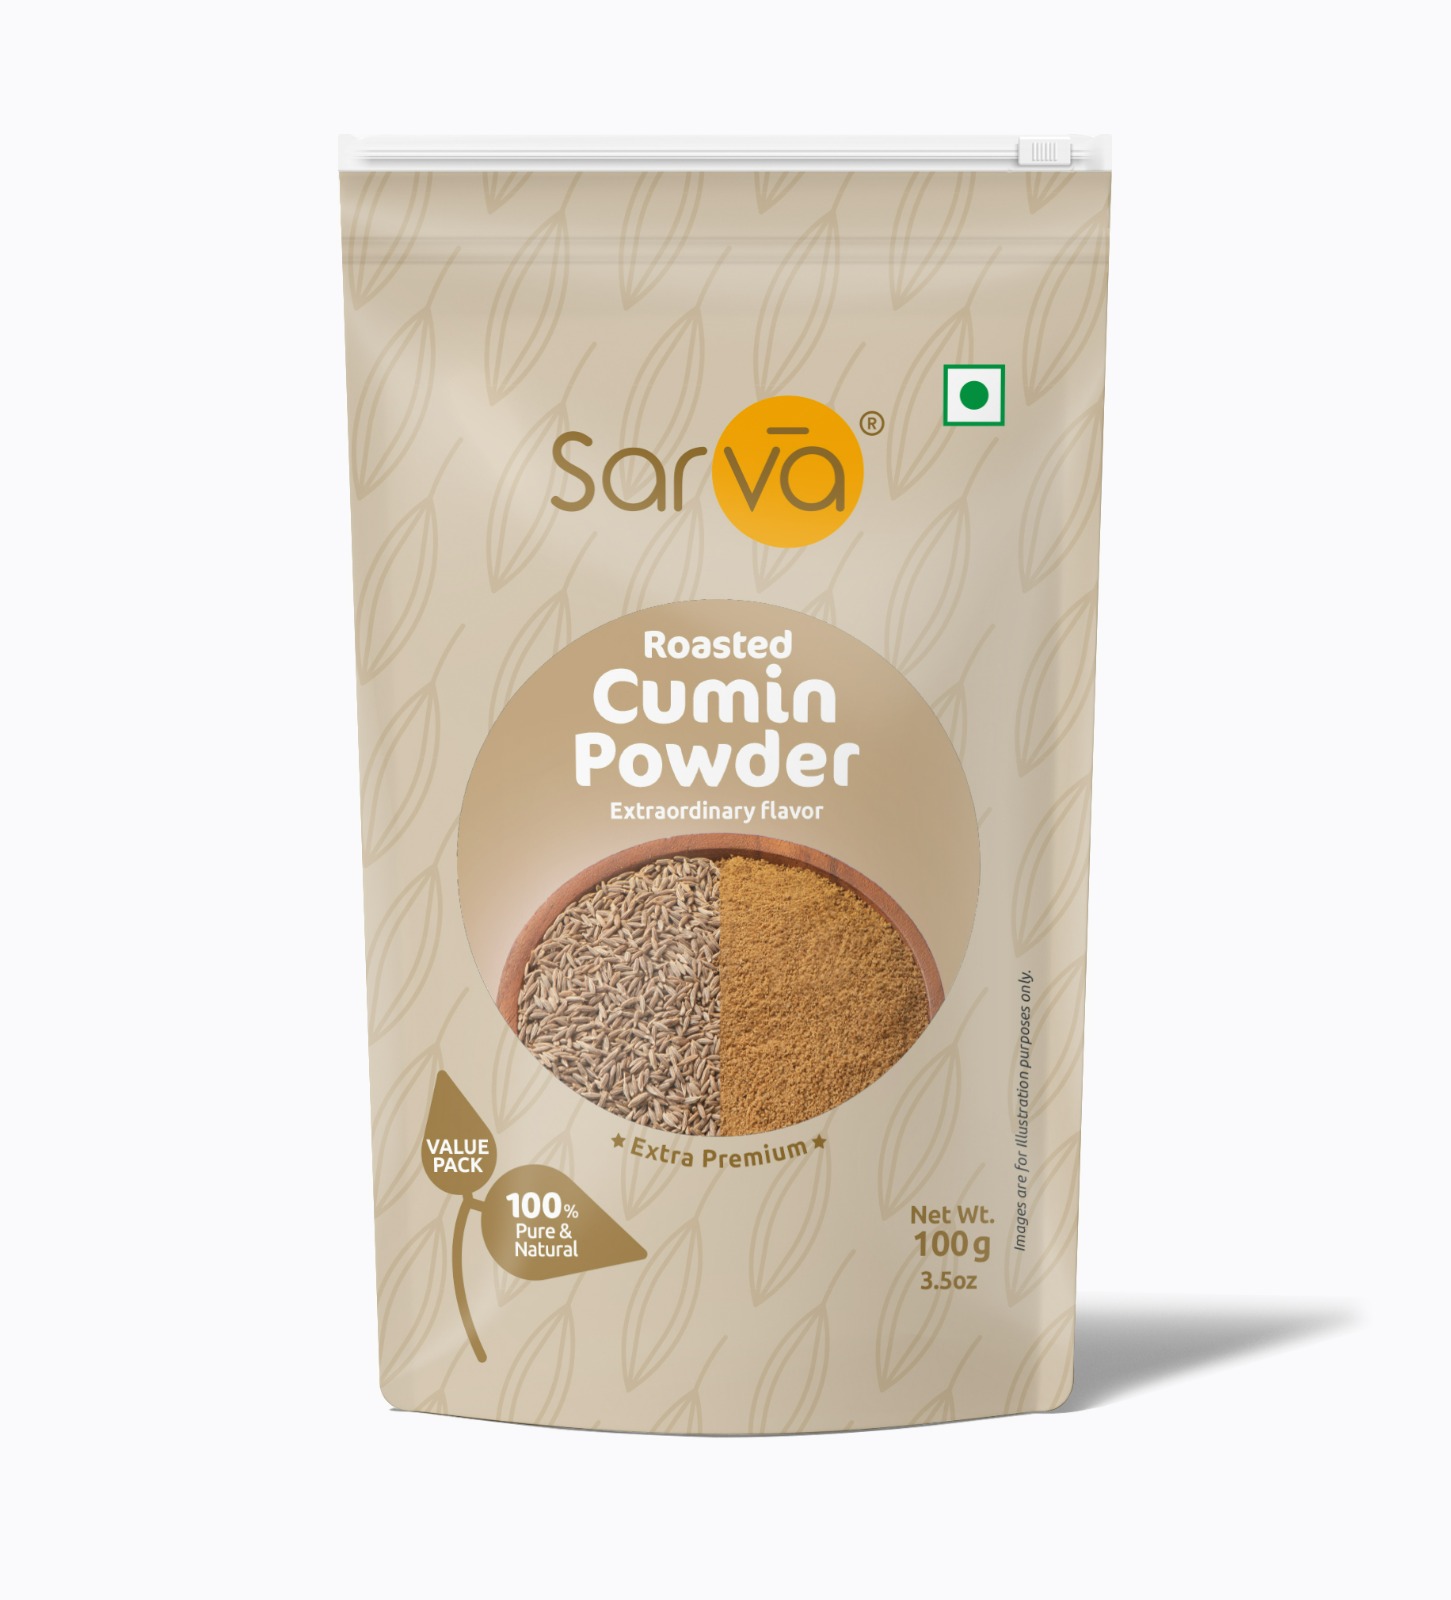 Sarvā®
Roasted
Cumin
Powder
Extraordinary flavor
Extra Premium
VALUE
PACK
100%
Pure &
Natural
Net Wt.
100 g
3.5oz
Images are for Illustration purposes only.